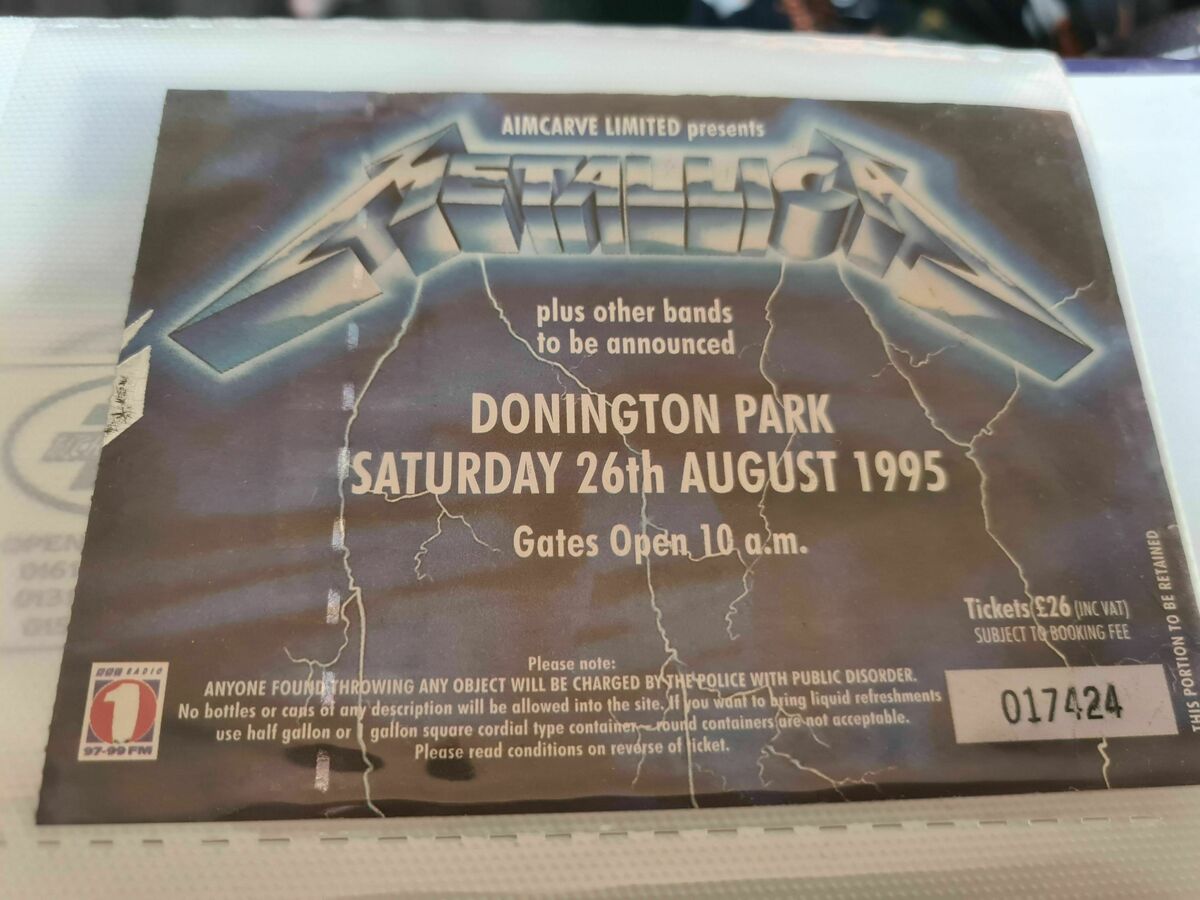 AIMCARVE LIMITED presents
METALLICA
plus other bands
to be announced
DONINGTON PARK
SATURDAY 26th AUGUST 1995
Gates Open 10 a.m.
Tickets £26 (INC VAT)
SUBJECT TO BOOKING FEE
017424
THIS PORTION TO BE RETAINED
BBC RADIO
1
97-99 FM
Please note:
ANYONE FOUND THROWING ANY OBJECT WILL BE CHARGED BY THE POLICE WITH PUBLIC DISORDER.
No bottles or cans of any description will be allowed into the site. If you want to bring liquid refreshments
use half gallon or 1 gallon square cordial type container – round containers are not acceptable.
Please read conditions on reverse of ticket.